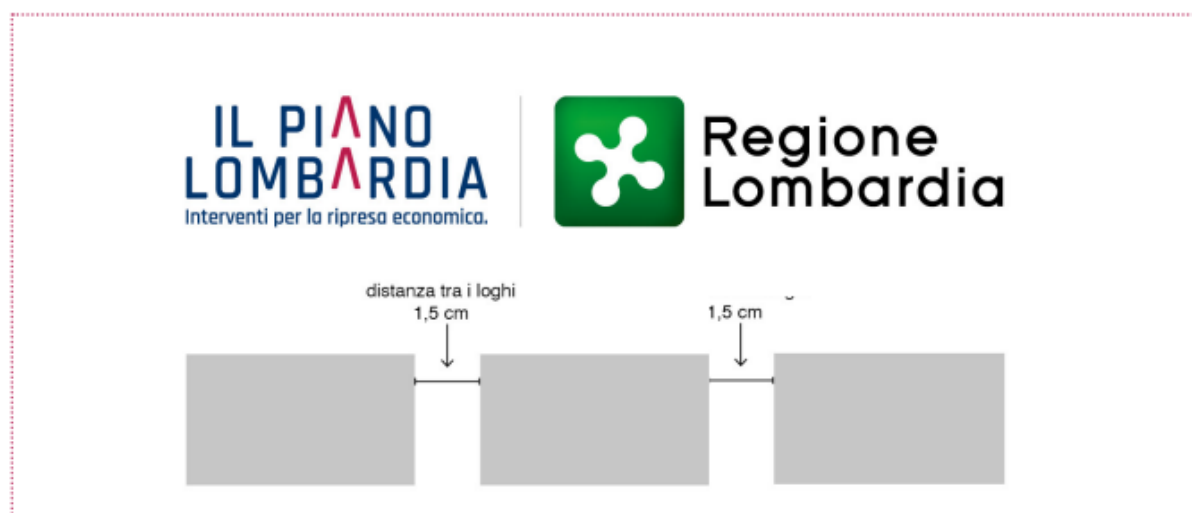 IL PIANO
LOMBARDIA
Interventi per la ripresa economica.
Regione
Lombardia
distanza tra i loghi
1,5 cm
1,5 cm